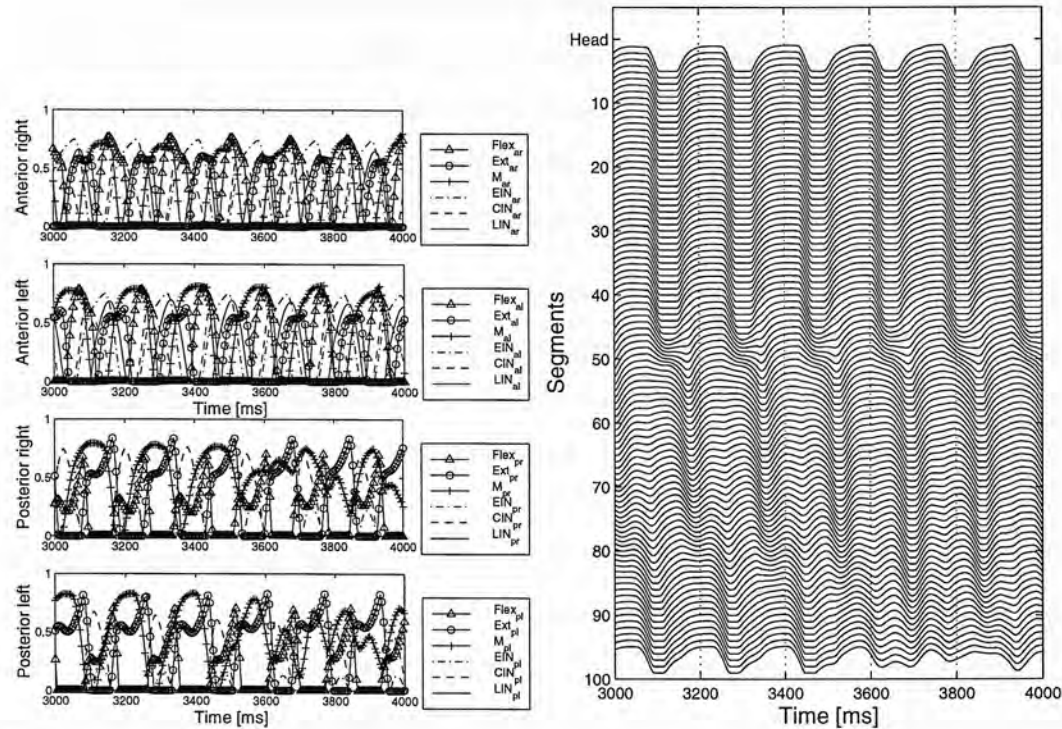 Anterior right
1
0.5
0
3000 3200 3400 3600 3800 4000
Flex_ar
Ext_ar
M_ar
EIN_ar
CIN_ar
LIN_ar
Anterior left
1
0.5
0
3000 3200 3400 3600 3800 4000
Time [ms]
Flex_al
Ext_al
M_al
EIN_al
CIN_al
LIN_al
Posterior right
1
0.5
0
3000 3200 3400 3600 3800 4000
Flex_pr
Ext_pr
M_pr
EIN_pr
CIN_pr
LIN_pr
Posterior left
1
0.5
0
3000 3200 3400 3600 3800 4000
Time [ms]
Flex_pl
Ext_pl
M_pl
EIN_pl
CIN_pl
LIN_pl
Segments
Head
10
20
30
40
50
60
70
80
90
100
3000 3200 3400 3600 3800 4000
Time [ms]